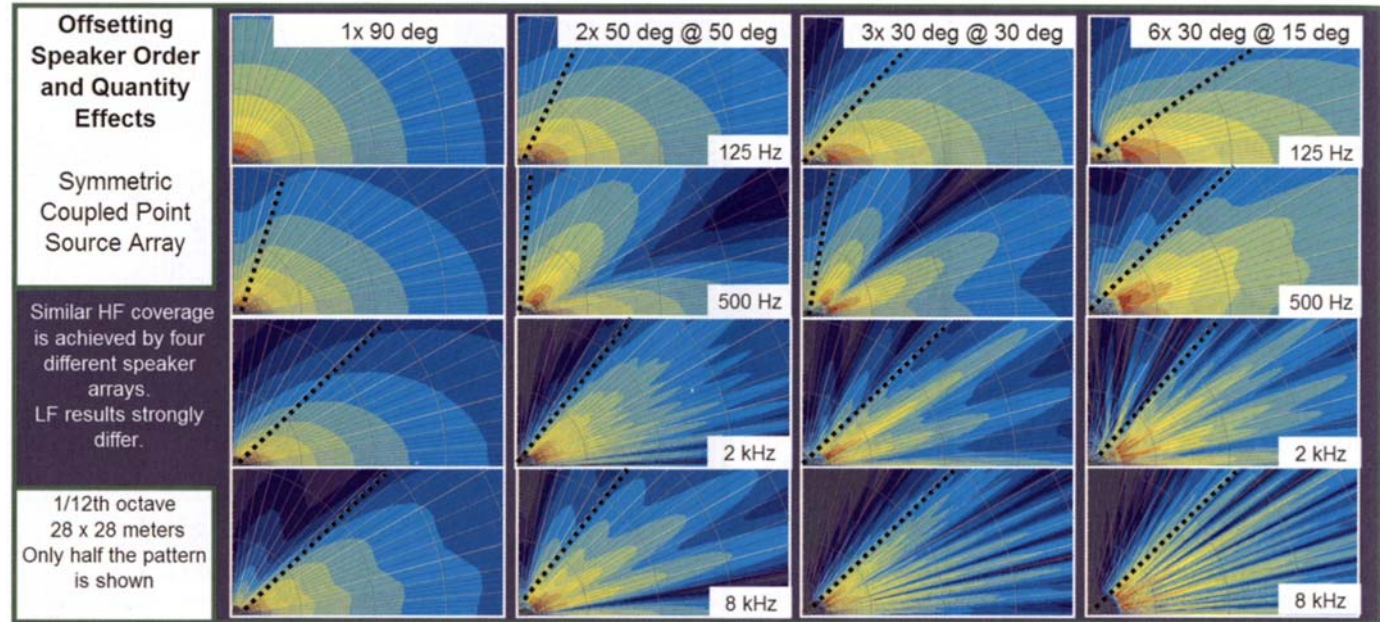 Offsetting
Speaker Order
and Quantity
Effects
Symmetric
Coupled Point
Source Array
Similar HF coverage
is achieved by four
different speaker
arrays.
LF results strongly
differ.
1/12th octave
28 x 28 meters
Only half the pattern
is shown
1x 90 deg
2x 50 deg @ 50 deg
3x 30 deg @ 30 deg
6x 30 deg @ 15 deg
125 Hz
125 Hz
500 Hz
500 Hz
500 Hz
2 kHz
2 kHz
2 kHz
8 kHz
8 kHz
8 kHz